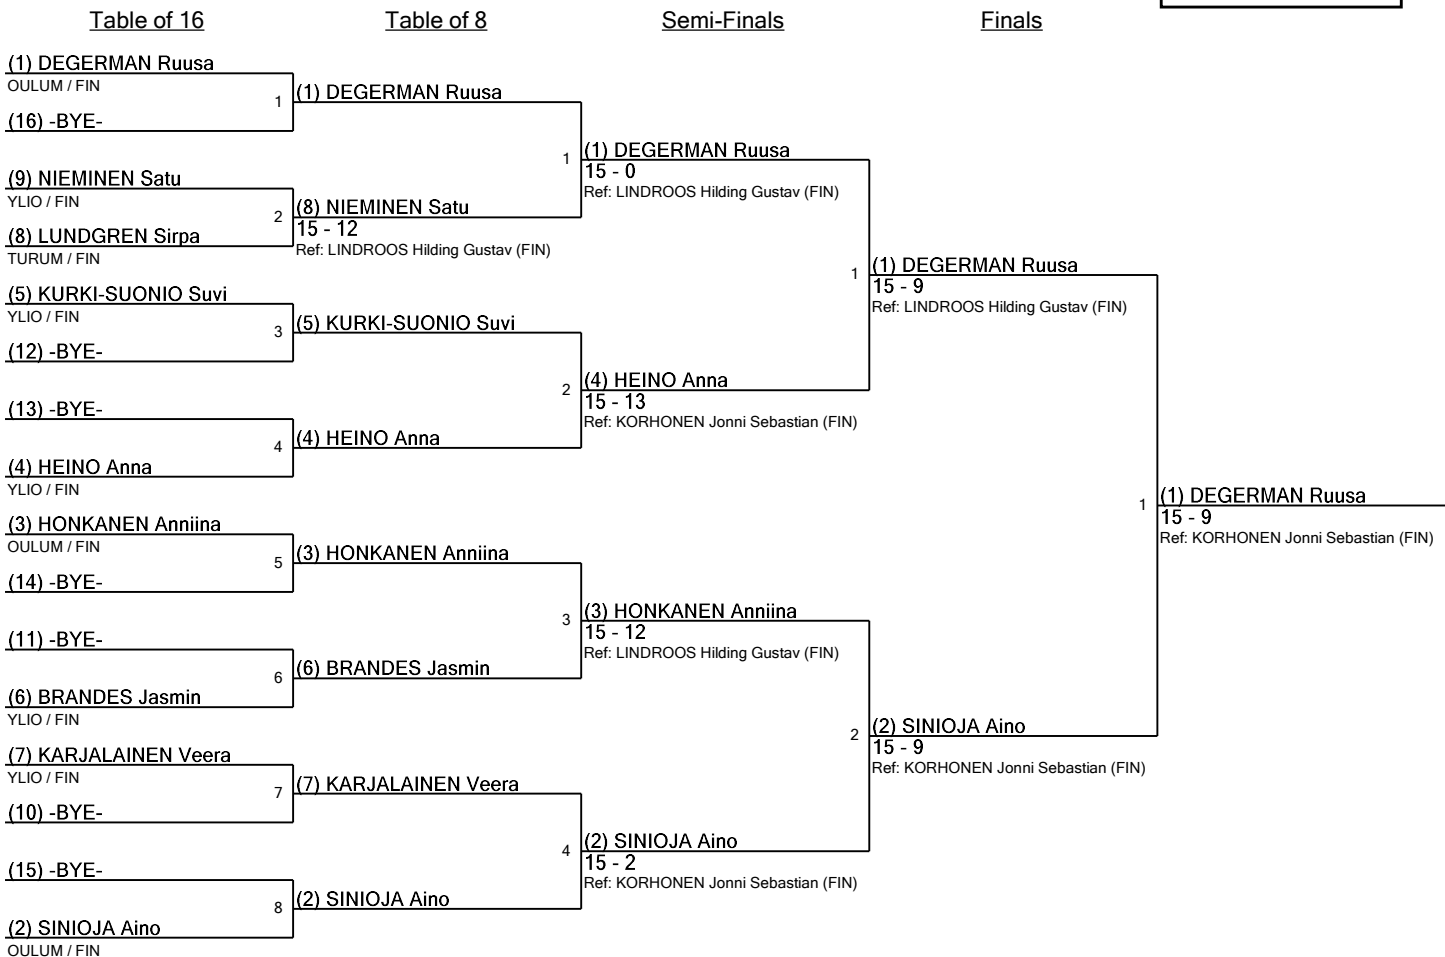 Table of 16
Table of 8
Semi-Finals
Finals
(1) DEGERMAN Ruusa
OULUM / FIN
(16) -BYE-
(9) NIEMINEN Satu
YLIO / FIN
(8) LUNDGREN Sirpa
TURUM / FIN
(5) KURKI-SUONIO Suvi
YLIO / FIN
(12) -BYE-
(13) -BYE-
(4) HEINO Anna
YLIO / FIN
(3) HONKANEN Anniina
OULUM / FIN
(14) -BYE-
(11) -BYE-
(6) BRANDES Jasmin
YLIO / FIN
(7) KARJALAINEN Veera
YLIO / FIN
(10) -BYE-
(15) -BYE-
(2) SINIOJA Aino
OULUM / FIN
1
2
3
4
5
6
7
8
(1) DEGERMAN Ruusa
(8) NIEMINEN Satu
15 - 12
Ref: LINDROOS Hilding Gustav (FIN)
(5) KURKI-SUONIO Suvi
(4) HEINO Anna
(3) HONKANEN Anniina
(6) BRANDES Jasmin
(7) KARJALAINEN Veera
(2) SINIOJA Aino
1
2
3
4
(1) DEGERMAN Ruusa
15 - 0
Ref: LINDROOS Hilding Gustav (FIN)
(4) HEINO Anna
15 - 13
Ref: KORHONEN Jonni Sebastian (FIN)
(3) HONKANEN Anniina
15 - 12
Ref: LINDROOS Hilding Gustav (FIN)
(2) SINIOJA Aino
15 - 2
Ref: KORHONEN Jonni Sebastian (FIN)
1
2
(1) DEGERMAN Ruusa
15 - 9
Ref: LINDROOS Hilding Gustav (FIN)
(2) SINIOJA Aino
15 - 9
Ref: KORHONEN Jonni Sebastian (FIN)
1
(1) DEGERMAN Ruusa
15 - 9
Ref: KORHONEN Jonni Sebastian (FIN)